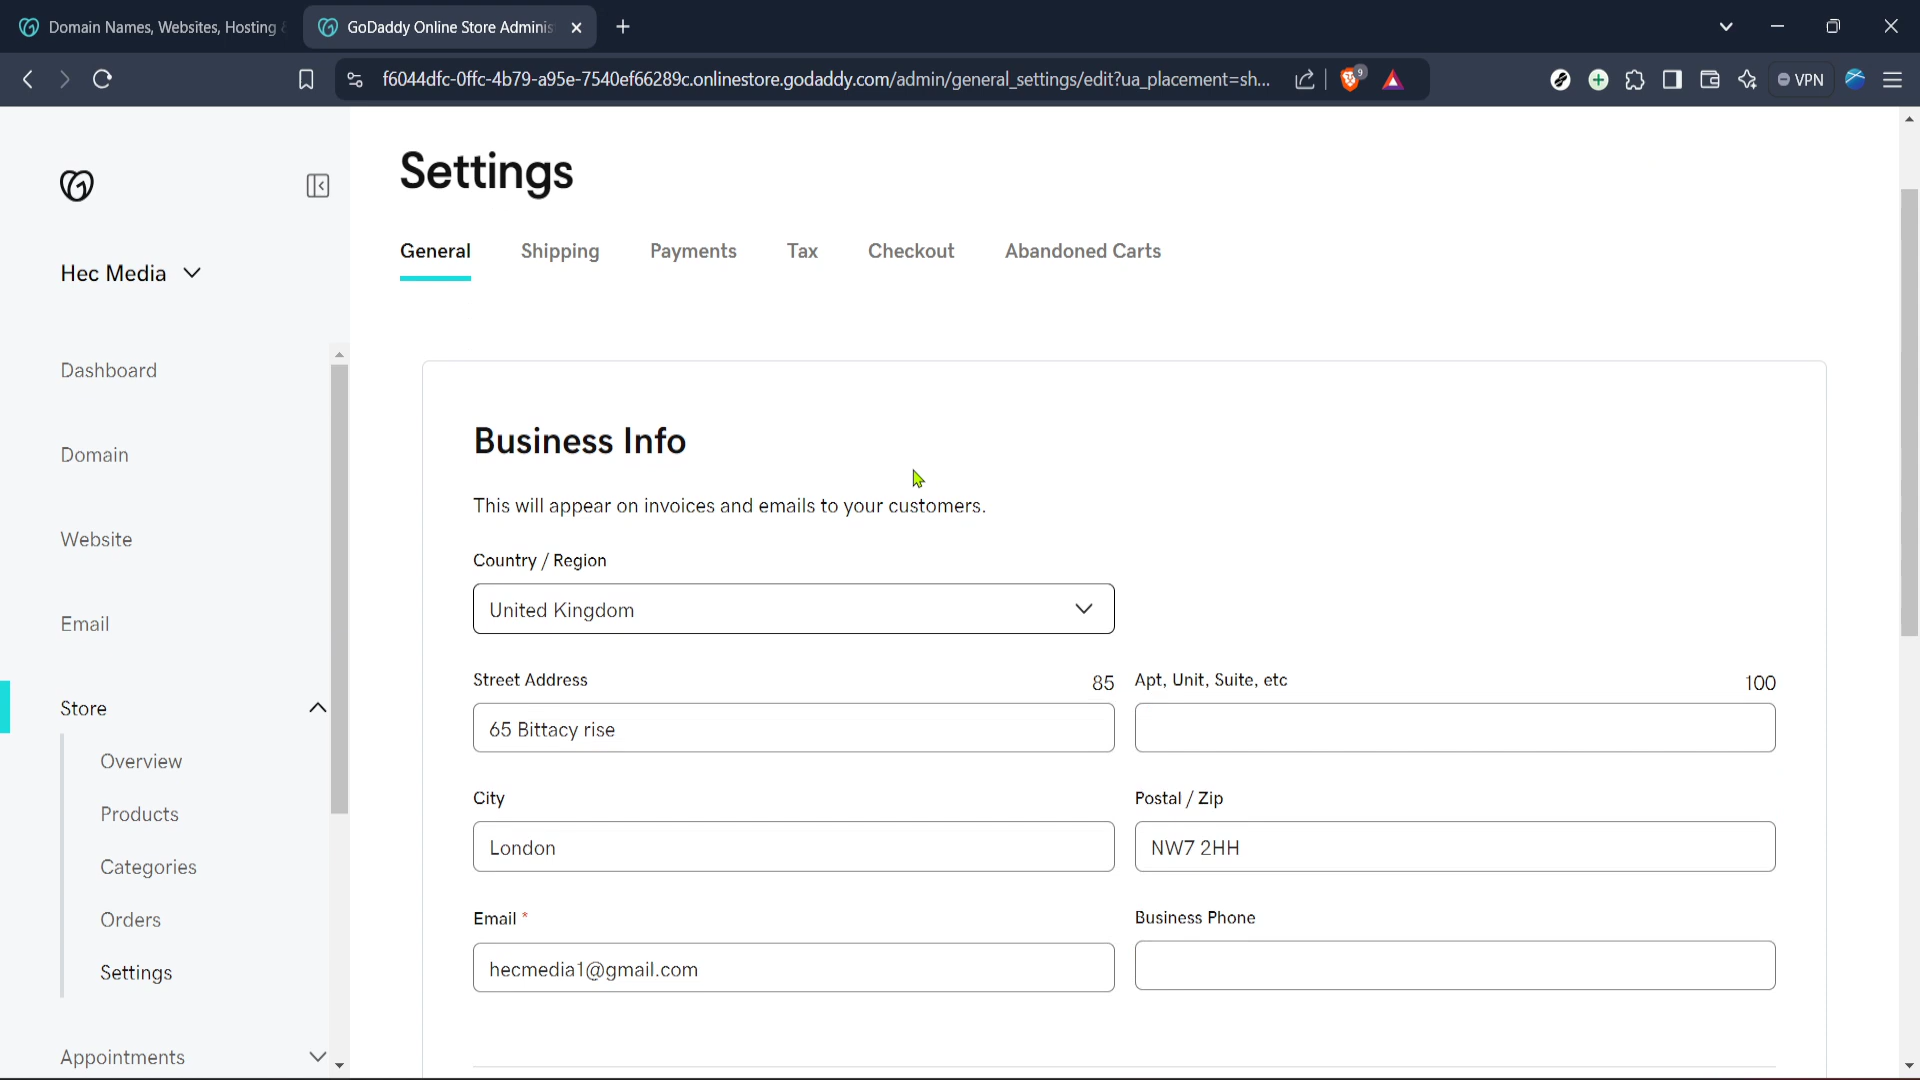 Domain Names, Websites, Hosting &
GoDaddy Online Store Adminis
f6044dfc-0ffc-4b79-a95e-7540ef66289c.onlinestore.godaddy.com/admin/general_settings/edit?ua_placement=sh...
9
VPN
Hec Media
Dashboard
Domain
Website
Email
Store
Overview
Products
Categories
Orders
Settings
Appointments
Settings
General Shipping Payments Tax Checkout Abandoned Carts
Business Info
This will appear on invoices and emails to your customers.
Country / Region
United Kingdom
Street Address 85 Apt, Unit, Suite, etc 100
65 Bittacy rise
City Postal / Zip
London NW7 2HH
Email * Business Phone
hecmedia1@gmail.com